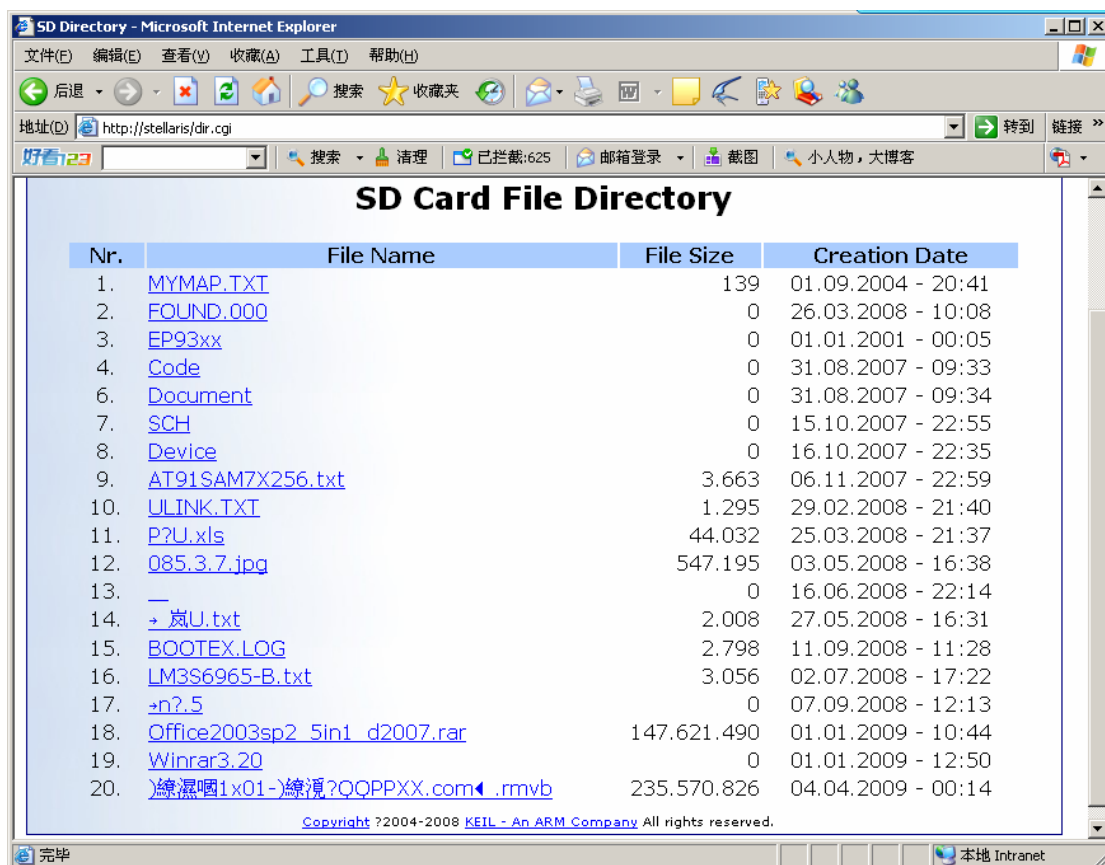 SD Directory - Microsoft Internet Explorer
文件(F) 编辑(E) 查看(V) 收藏(A) 工具(T) 帮助(H)
后退 搜索 收藏夹
地址(D) http://stellaris/dir.cgi 转到 链接 »
好看123 搜索 清理 已拦截:625 邮箱登录 截图 小人物，大博客
SD Card File Directory
Nr. File Name File Size Creation Date
1. MYMAP.TXT 139 01.09.2004 - 20:41
2. FOUND.000 0 26.03.2008 - 10:08
3. EP93xx 0 01.01.2001 - 00:05
4. Code 0 31.08.2007 - 09:33
6. Document 0 31.08.2007 - 09:34
7. SCH 0 15.10.2007 - 22:55
8. Device 0 16.10.2007 - 22:35
9. AT91SAM7X256.txt 3.663 06.11.2007 - 22:59
10. ULINK.TXT 1.295 29.02.2008 - 21:40
11. P?U.xls 44.032 25.03.2008 - 21:37
12. 085.3.7.jpg 547.195 03.05.2008 - 16:38
13. __ 0 16.06.2008 - 22:14
14. → 岚U.txt 2.008 27.05.2008 - 16:31
15. BOOTEX.LOG 2.798 11.09.2008 - 11:28
16. LM3S6965-B.txt 3.056 02.07.2008 - 17:22
17. →n?.5 0 07.09.2008 - 12:13
18. Office2003sp2_5in1_d2007.rar 147.621.490 01.01.2009 - 10:44
19. Winrar3.20 0 01.01.2009 - 12:50
20. 1x01-) ?QQPPXX.com◄ .rmvb 235.570.826 04.04.2009 - 00:14
Copyright ?2004-2008 KEIL - An ARM Company All rights reserved.
完毕 本地 Intranet